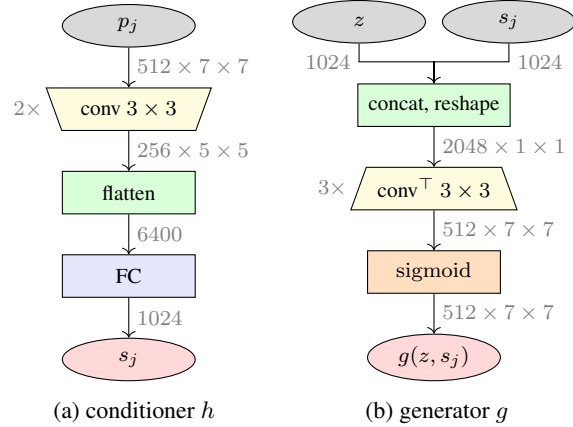 p_j
512 × 7 × 7
2× conv 3 × 3
256 × 5 × 5
flatten
6400
FC
1024
s_j
(a) conditioner h
z s_j
1024 1024
concat, reshape
2048 × 1 × 1
3× conv^⊤ 3 × 3
512 × 7 × 7
sigmoid
512 × 7 × 7
g(z, s_j)
(b) generator g